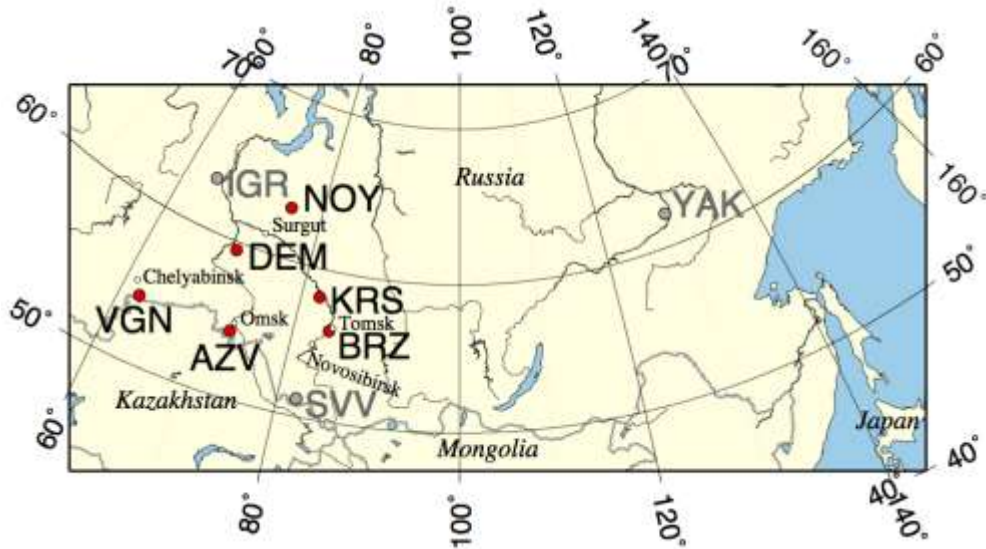 70° 60° 80° 100° 120° 140° 70° 160° 60°
60°
IGR
NOY
Russia
YAK
Surgut
DEM
160°
Chelyabinsk
50°
VGN
KRS
Omsk
Tomsk
50°
AZV
BRZ
Novosibirsk
Kazakhstan
SVV
Japan
60°
Mongolia
40°
80° 100° 120° 40° 140°